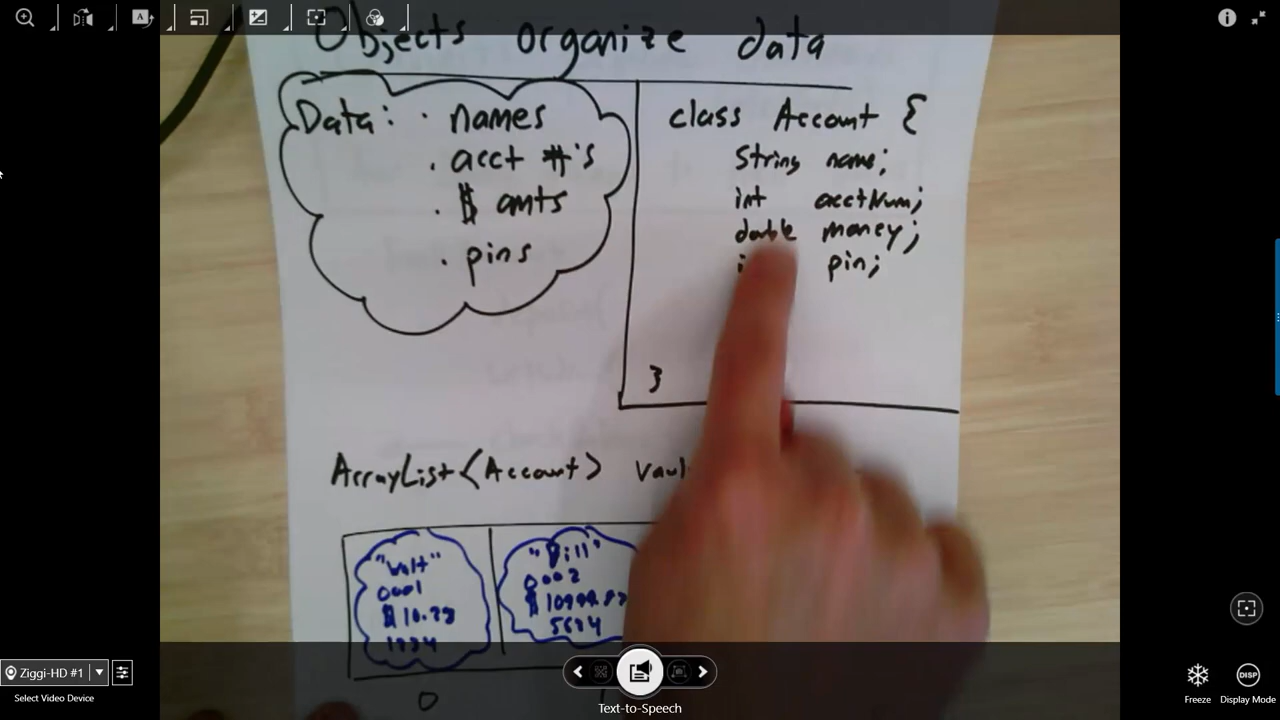 Objects organize data
Data: · names
· acct #'s
· $ amts
· pins
class Account {
String name;
int acctNum;
double money;
pin;
}
ArrayList<Account> vaul
"Walt"
0001
1234
"Bill"
0002
5634
0
Ziggi-HD #1
Select Video Device
Text-to-Speech
Freeze
DISP
Display Mode